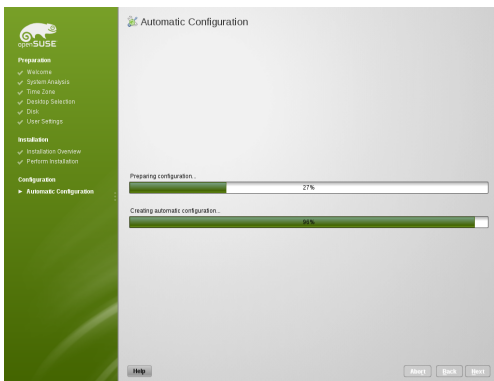 openSUSE
Preparation
Welcome
System Analysis
Time Zone
Desktop Selection
Disk
User Settings
Installation
Installation Overview
Perform Installation
Configuration
Automatic Configuration
Automatic Configuration
Preparing configuration...
27%
Creating automatic configuration...
96%
Help
Abort
Back
Next